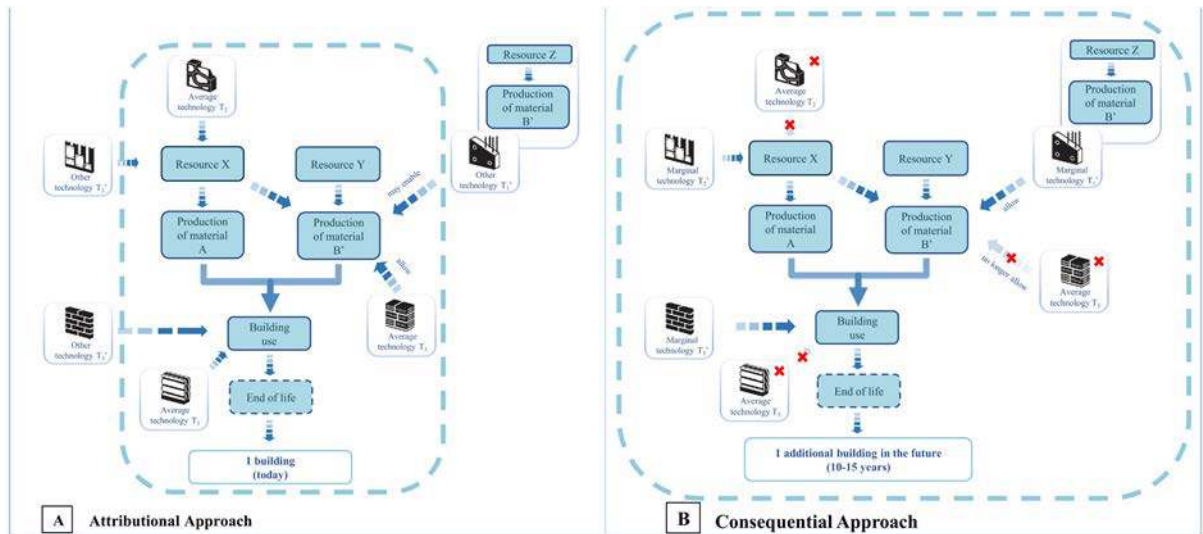 Average
technology T₂
Resource Z
Production
of material
B'
Other
technology T₂'
Resource X
Resource Y
may enable
Other
technology T₁'
Production
of material
A
Production
of material
B'
allow
Average
technology T₁
Other
technology T₃'
Building
use
Average
technology T₃
End of life
1 building
(today)
A Attributional Approach
Average
technology T₂
Resource Z
Production
of material
B'
Marginal
technology T₂'
Resource X
Resource Y
allow
Marginal
Production
of material
A
Production
of material
B'
no longer allow
Average
Marginal
technology T₃'
Building
use
Average
technology T₃
End of life
1 additional building in the future
(10-15 years)
B Consequential Approach